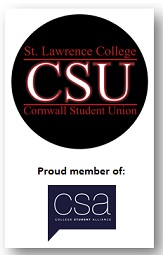 St. Lawrence College
CSU
Cornwall Student Union
Proud member of:
csa
COLLEGE STUDENT ALLIANCE